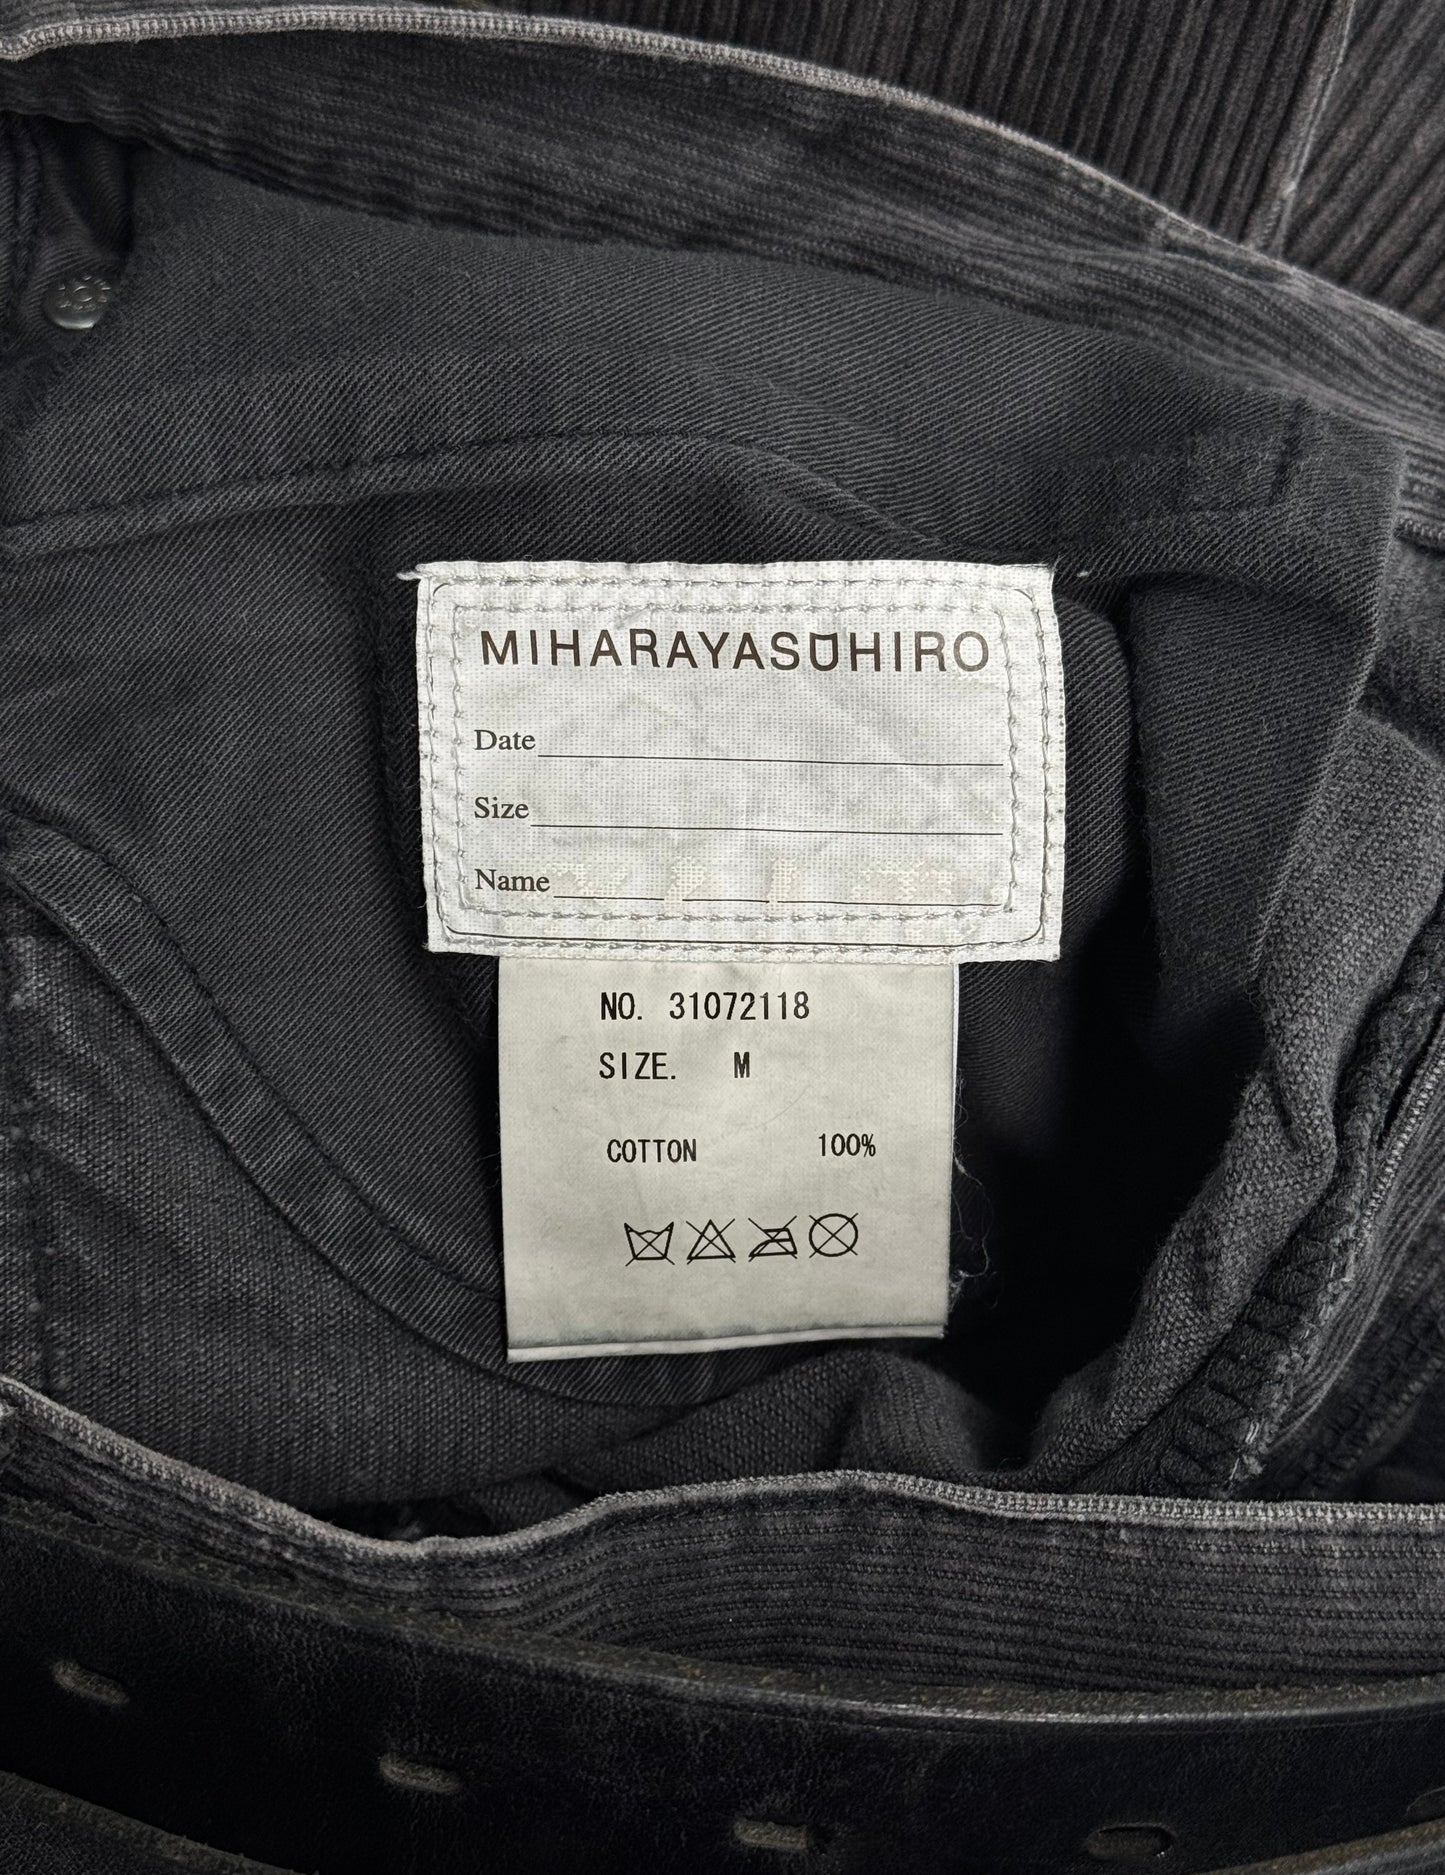 MIHARAYASUHIRO
Date
Size
Name
NO. 31072118
SIZE. M
COTTON 100%